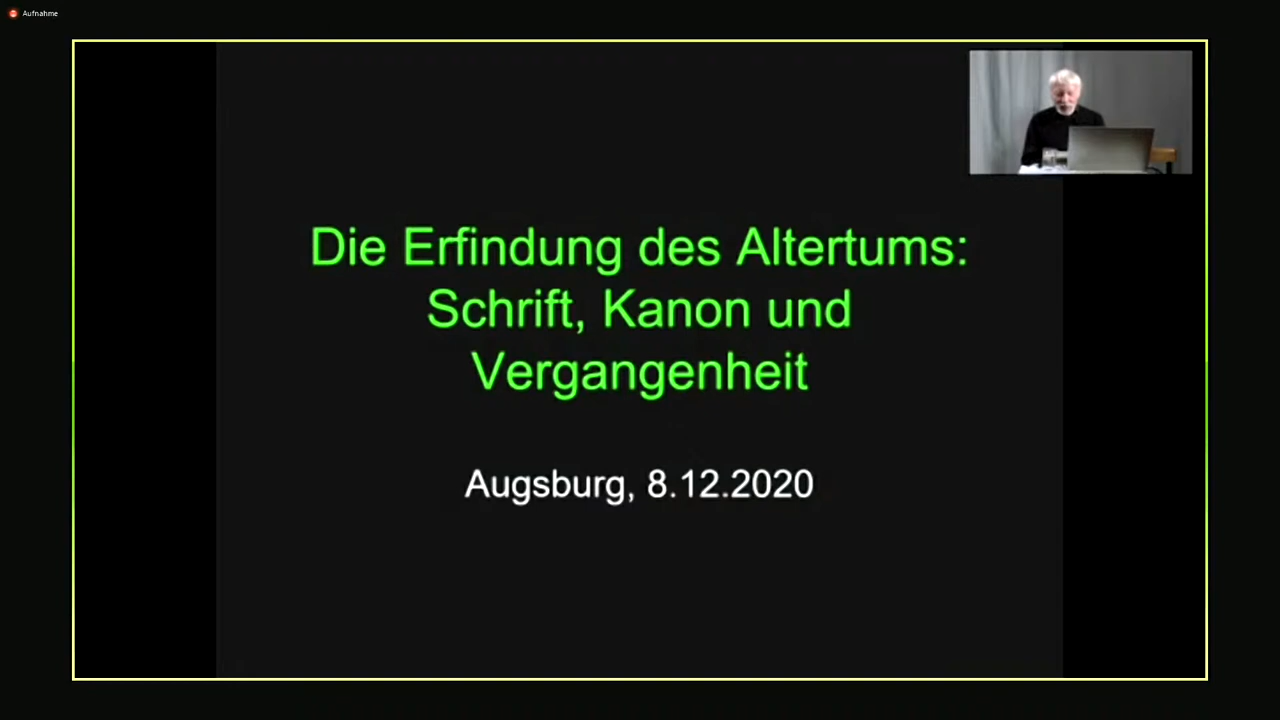 Aufnahme
Die Erfindung des Altertums:
Schrift, Kanon und
Vergangenheit
Augsburg, 8.12.2020